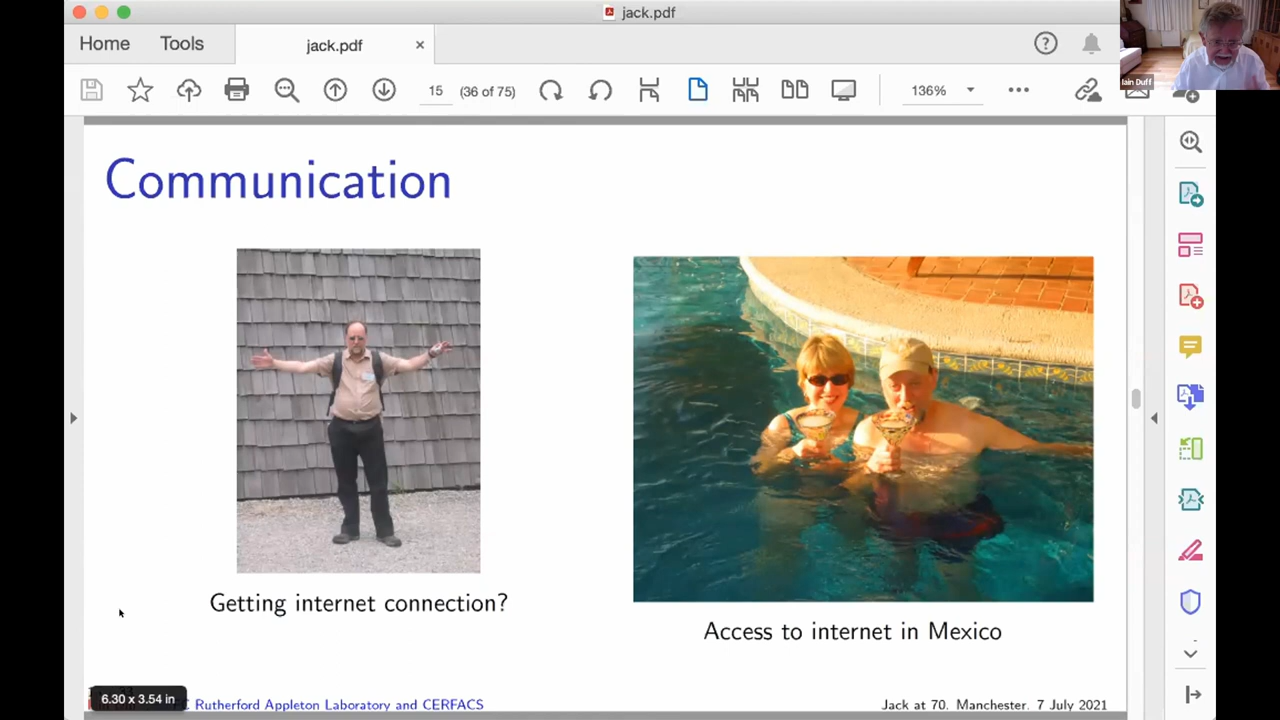 jack.pdf
Home
Tools
jack.pdf
15
(36 of 75)
136%
Iain Duff
Communication
Getting internet connection?
Access to internet in Mexico
6.30 x 3.54 in
Rutherford Appleton Laboratory and CERFACS
Jack at 70. Manchester. 7 July 2021